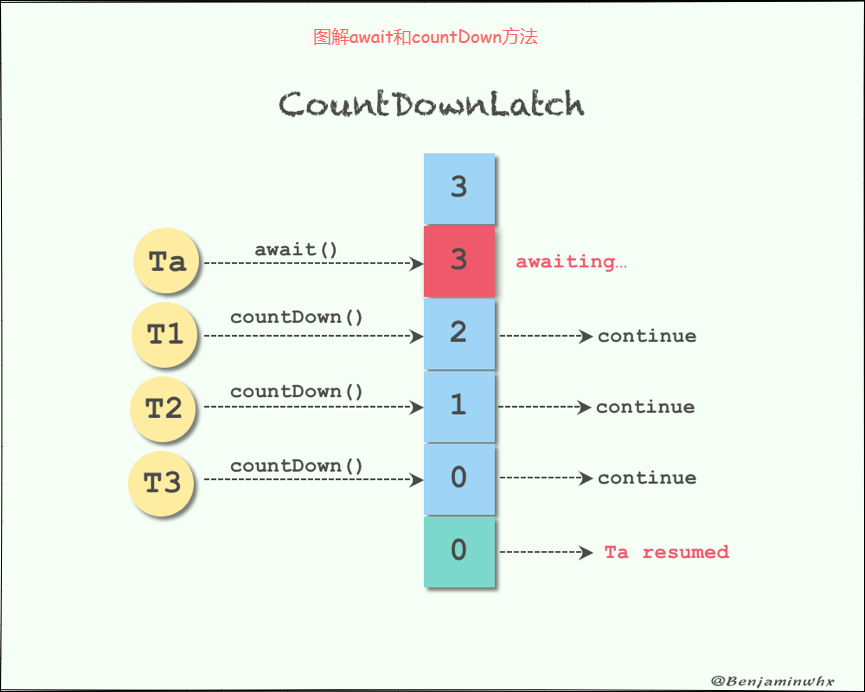 图解await和countDown方法
CountDownLatch
3
Ta await() 3 awaiting...
T1 countDown() 2 continue
T2 countDown() 1 continue
T3 countDown() 0 continue
0 Ta resumed
@Benjaminwhx